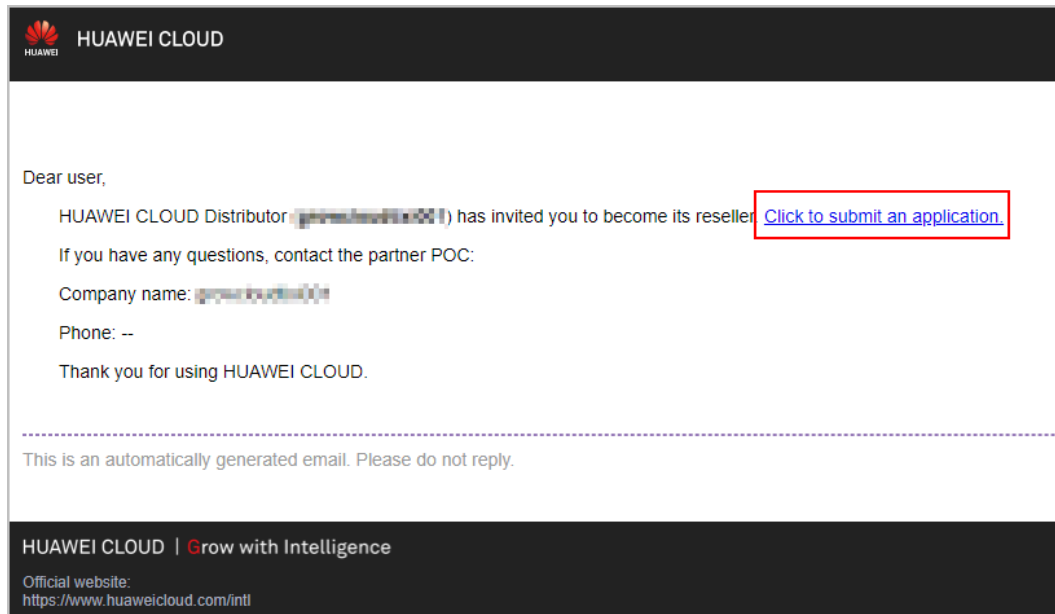 HUAWEI
HUAWEI CLOUD
Dear user,
HUAWEI CLOUD Distributor ( ) has invited you to become its reseller. Click to submit an application.
If you have any questions, contact the partner POC:
Company name:
Phone: --
Thank you for using HUAWEI CLOUD.
This is an automatically generated email. Please do not reply.
HUAWEI CLOUD | Grow with Intelligence
Official website:
https://www.huaweicloud.com/intl